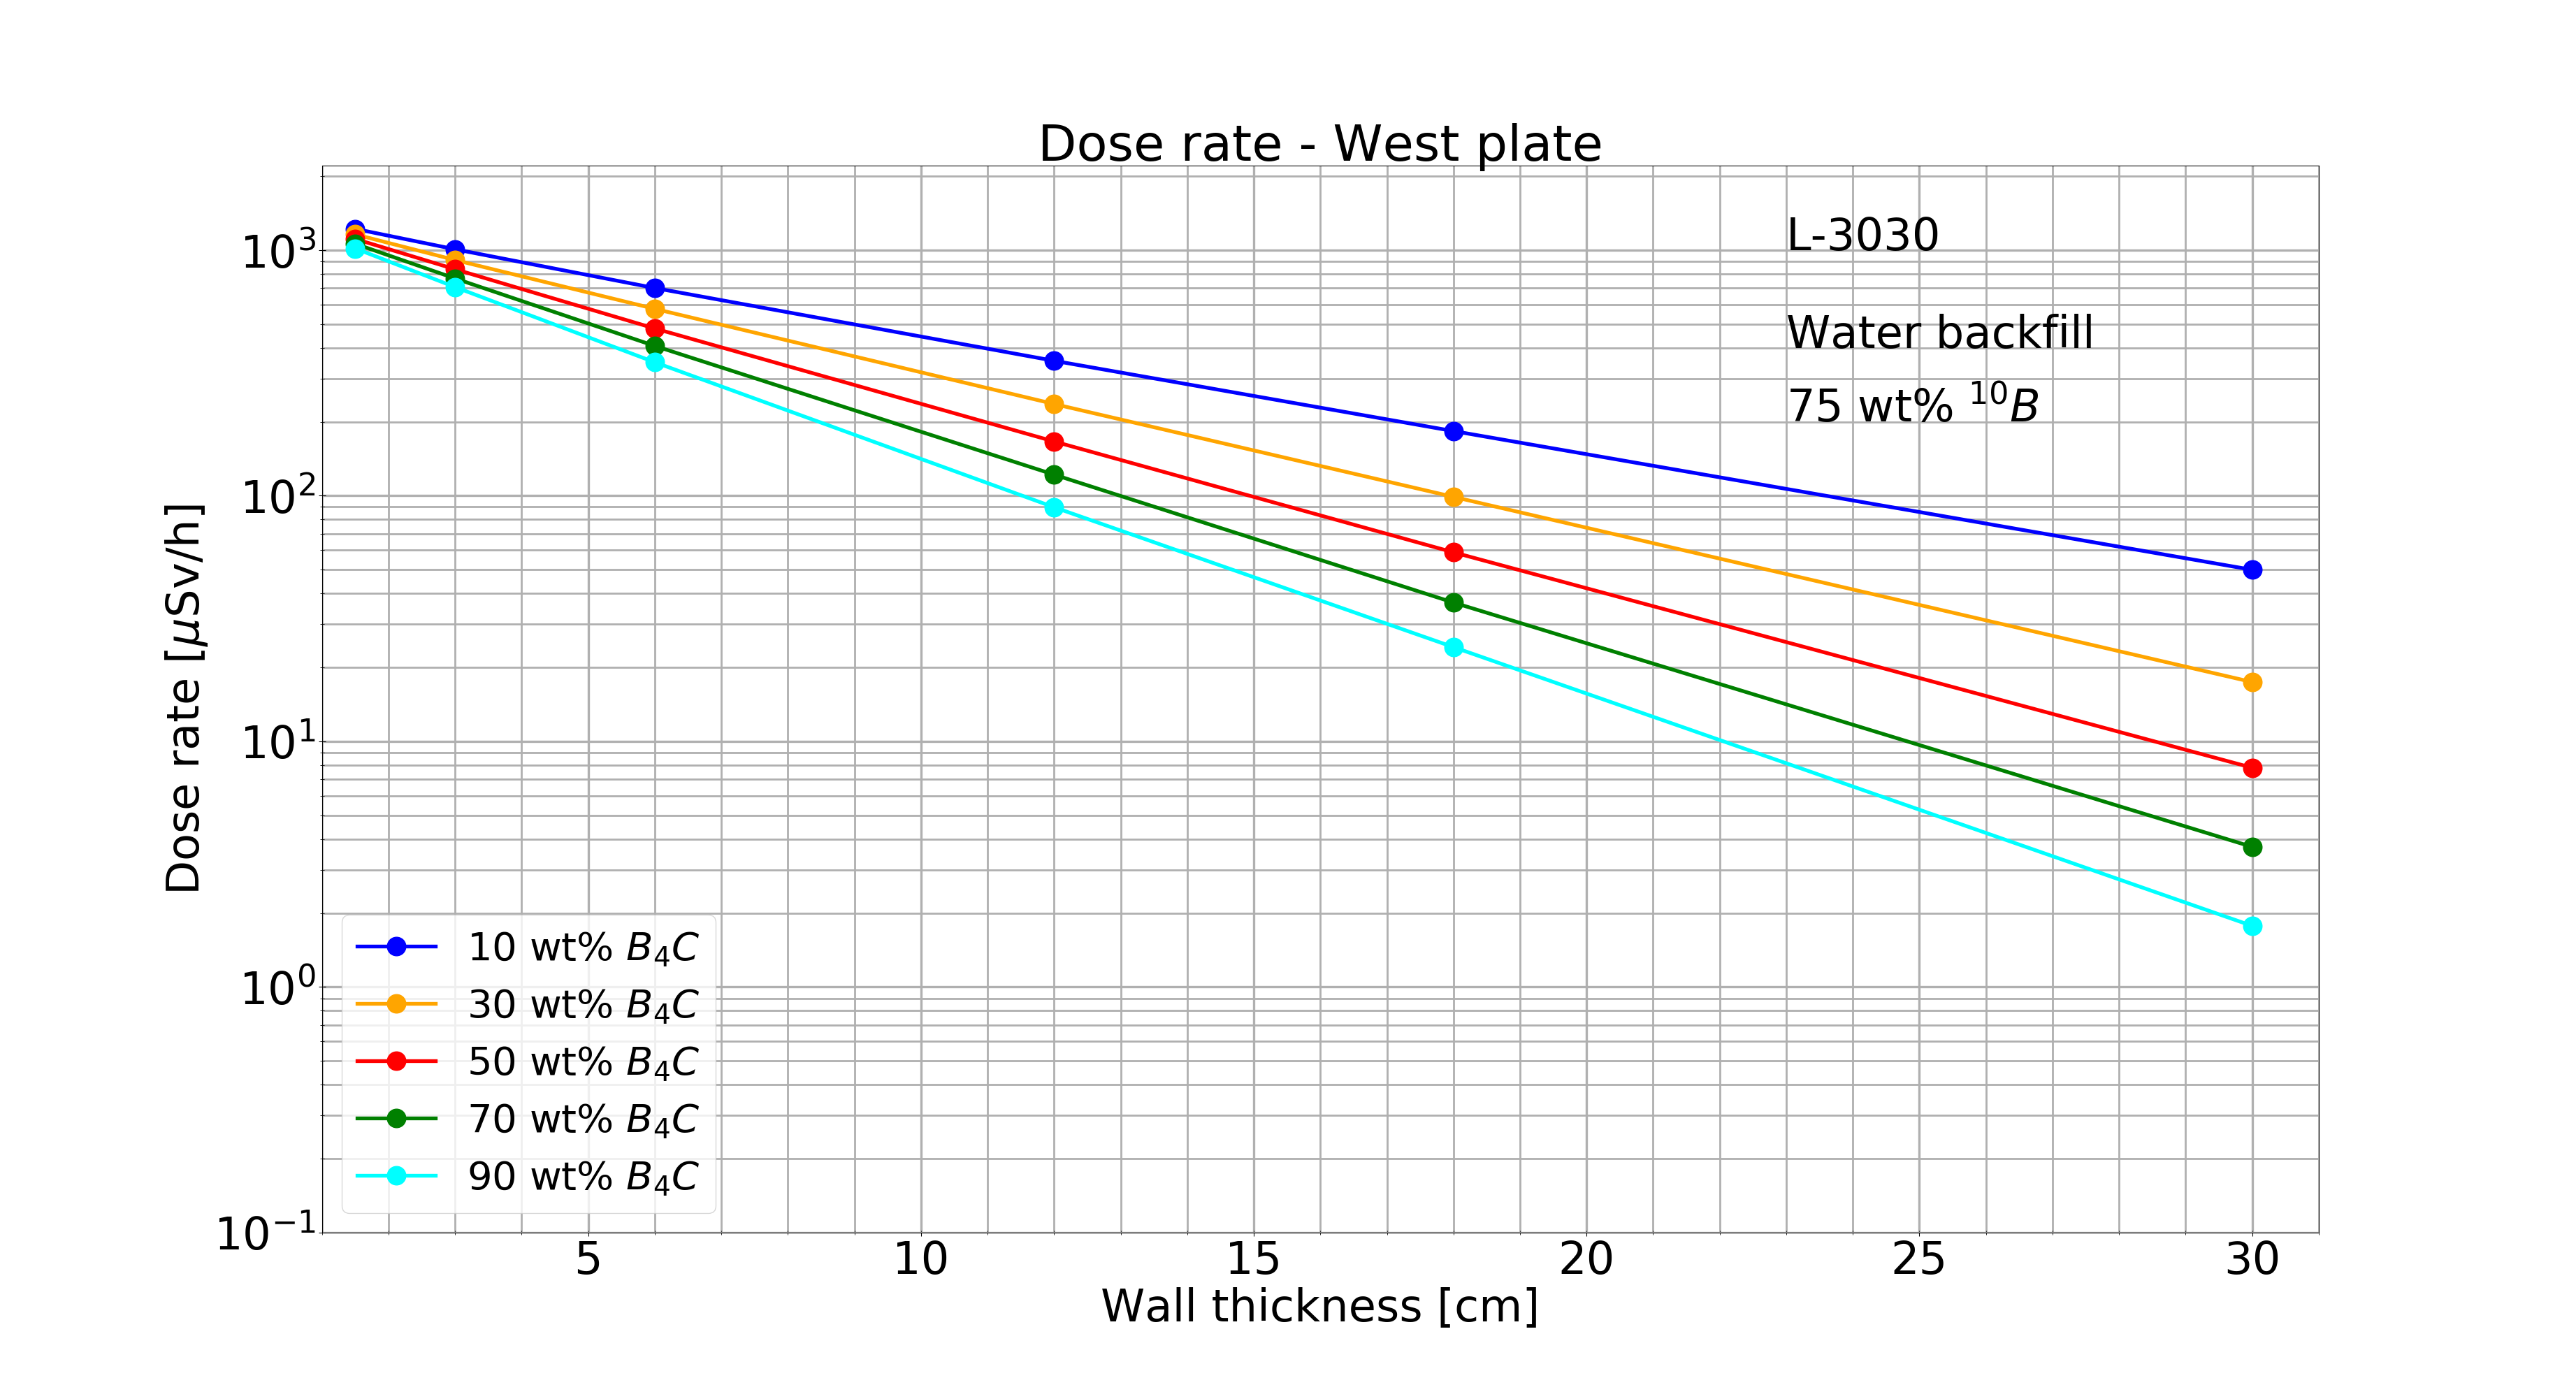 Dose rate - West plate
L-3030
Water backfill
75 wt% ¹⁰B
Dose rate [μSv/h]
10³
10²
10¹
10⁰
10⁻¹
10 wt% B₄C
30 wt% B₄C
50 wt% B₄C
70 wt% B₄C
90 wt% B₄C
5 10 15 20 25 30
Wall thickness [cm]